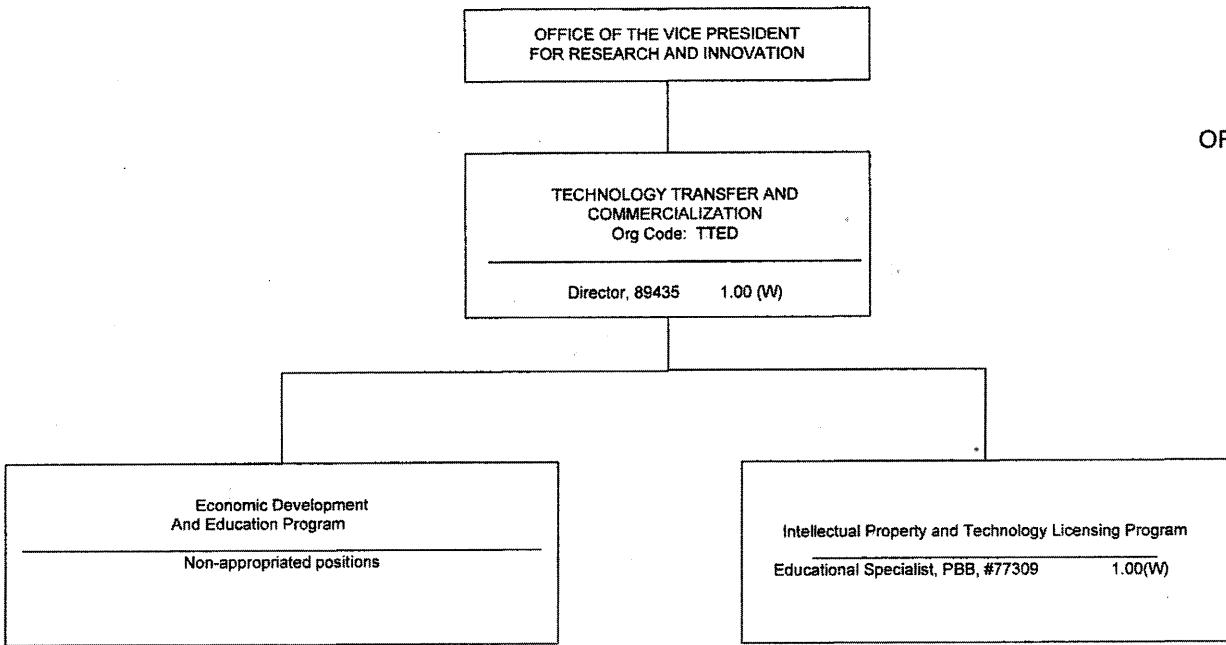 OFFICE OF THE VICE PRESIDENT
FOR RESEARCH AND INNOVATION
OF
TECHNOLOGY TRANSFER AND
COMMERCIALIZATION
Org Code: TTED
Director, 89435 1.00 (W)
Economic Development
And Education Program
Non-appropriated positions
Intellectual Property and Technology Licensing Program
Educational Specialist, PBB, #77309 1.00(W)